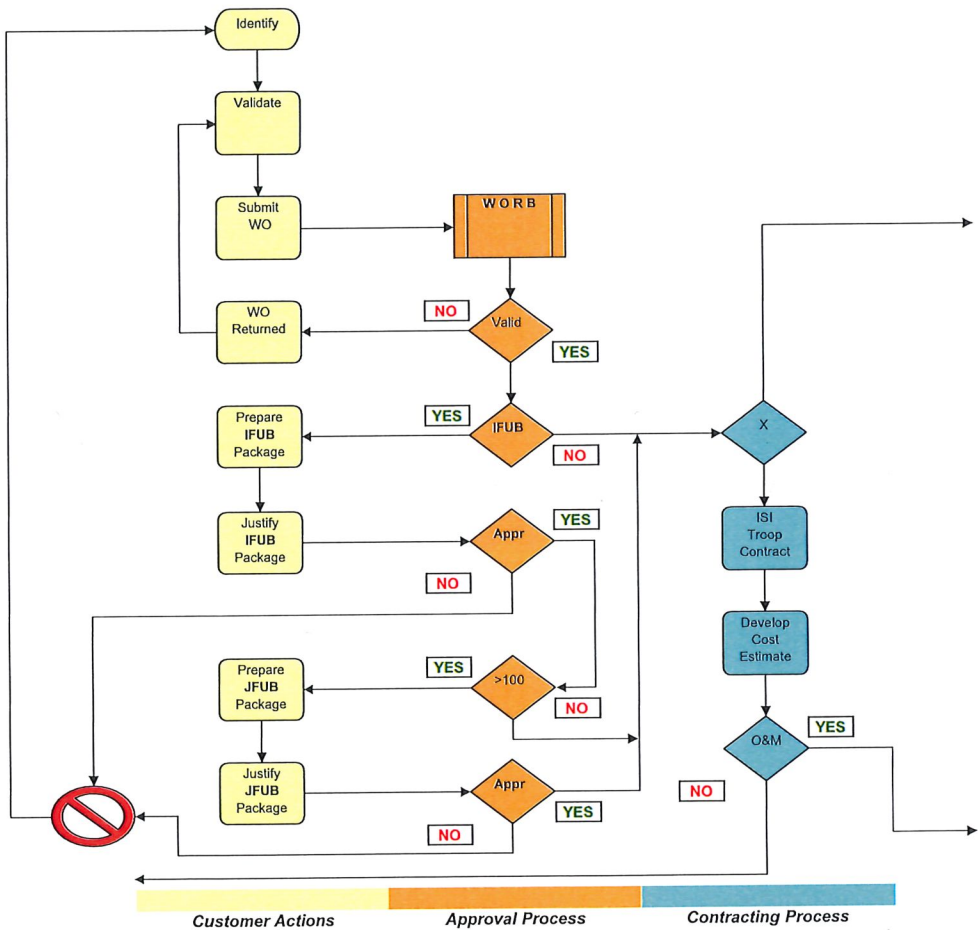 Identify
Validate
Submit
WO
W O R B
NO
Valid
WO
Returned
YES
YES
Prepare
IFUB
Package
IFUB
NO
X
Justify
IFUB
Package
Appr
YES
NO
ISI
Troop
Contract
Develop
Cost
Estimate
YES
Prepare
JFUB
Package
>100
NO
O&M
YES
NO
Justify
JFUB
Package
Appr
YES
NO
Customer Actions
Approval Process
Contracting Process